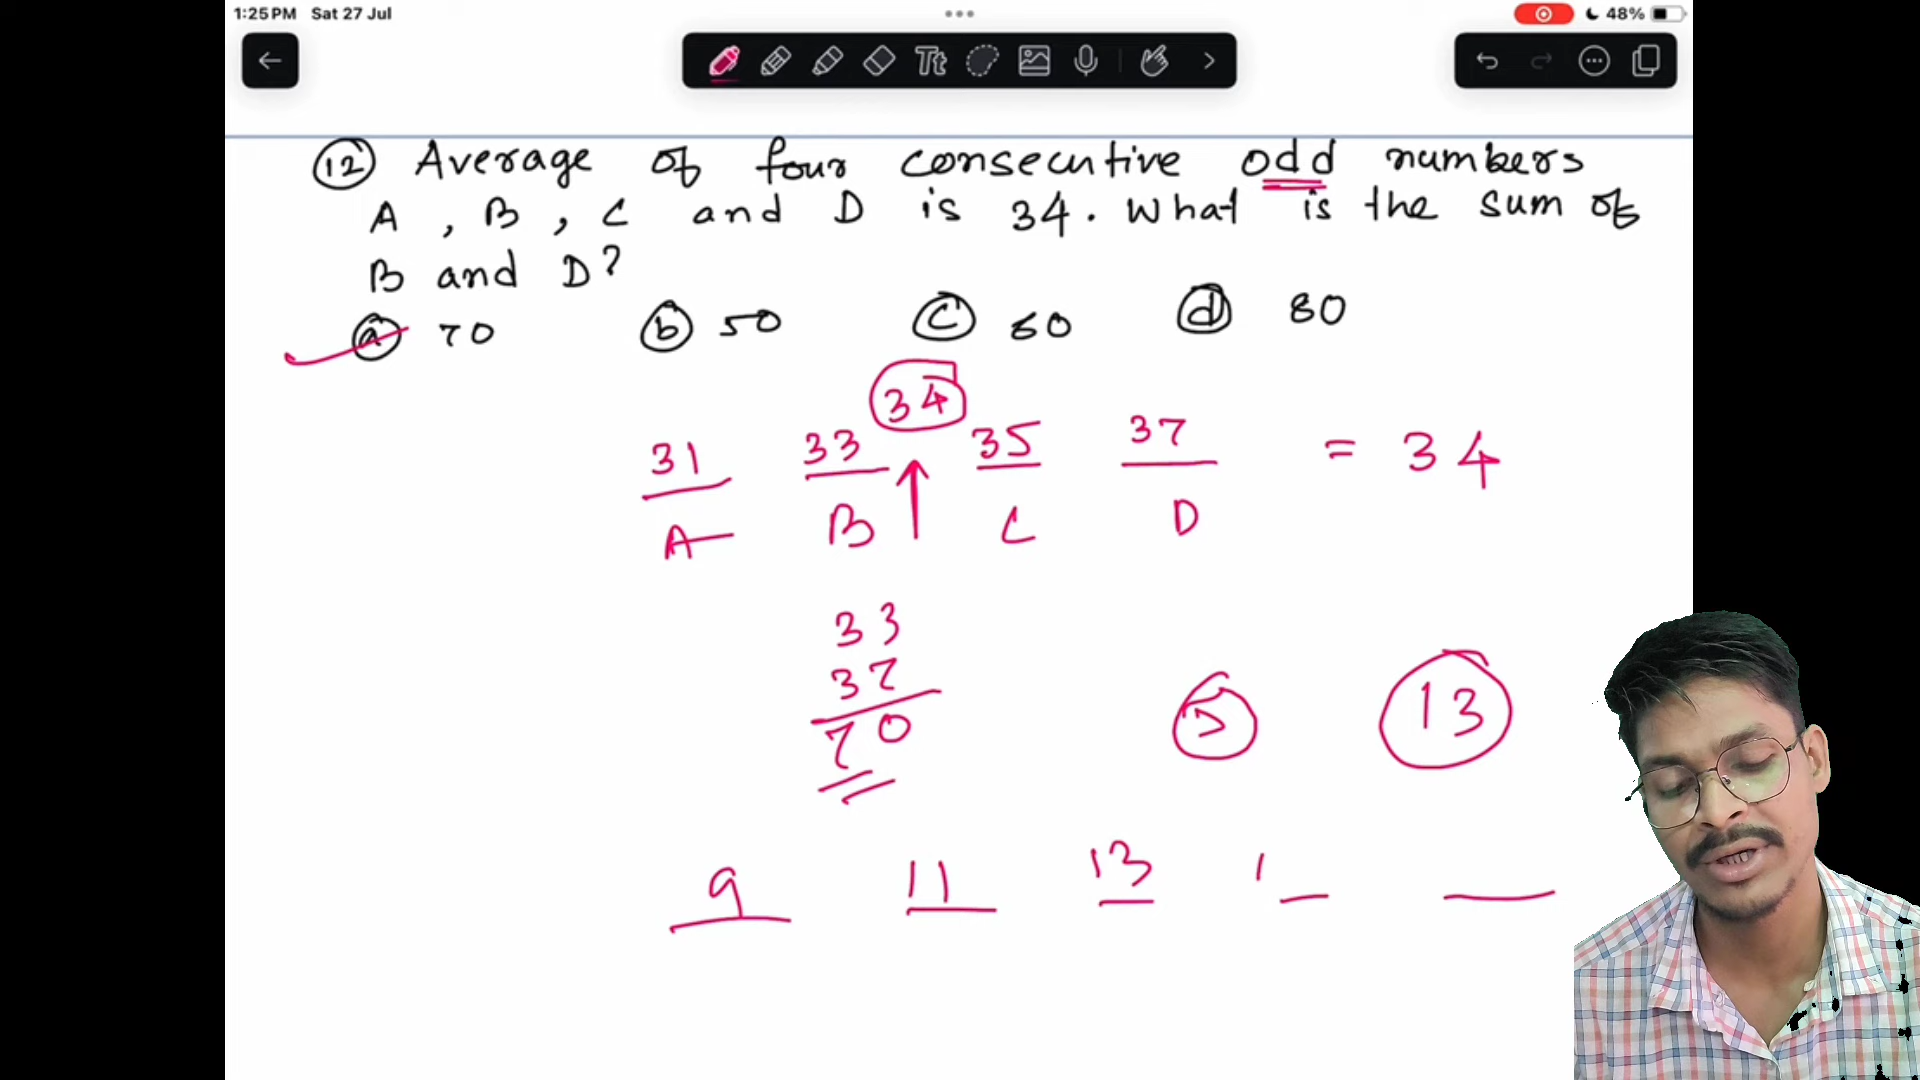 1:25 PM Sat 27 Jul
48%
Tt
12 Average of four consecutive odd numbers
A , B , C and D is 34. What is the sum of
B and D?
a 70 b 50 c 60 d 80
34
31 33 35 37 = 34
A B C D
33
37
70
5 13
9 11 13 1